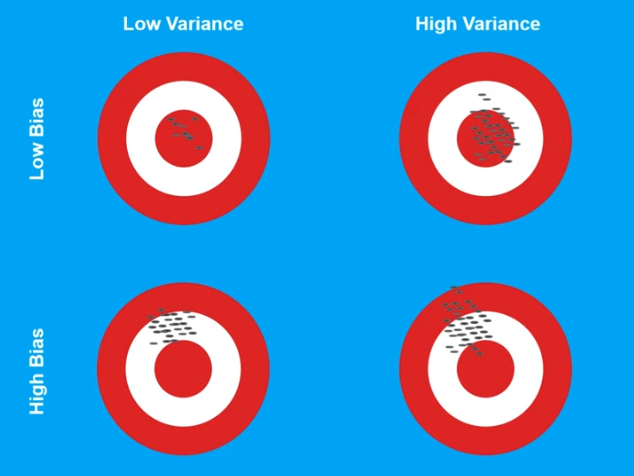 Low Variance
High Variance
Low Bias
High Bias